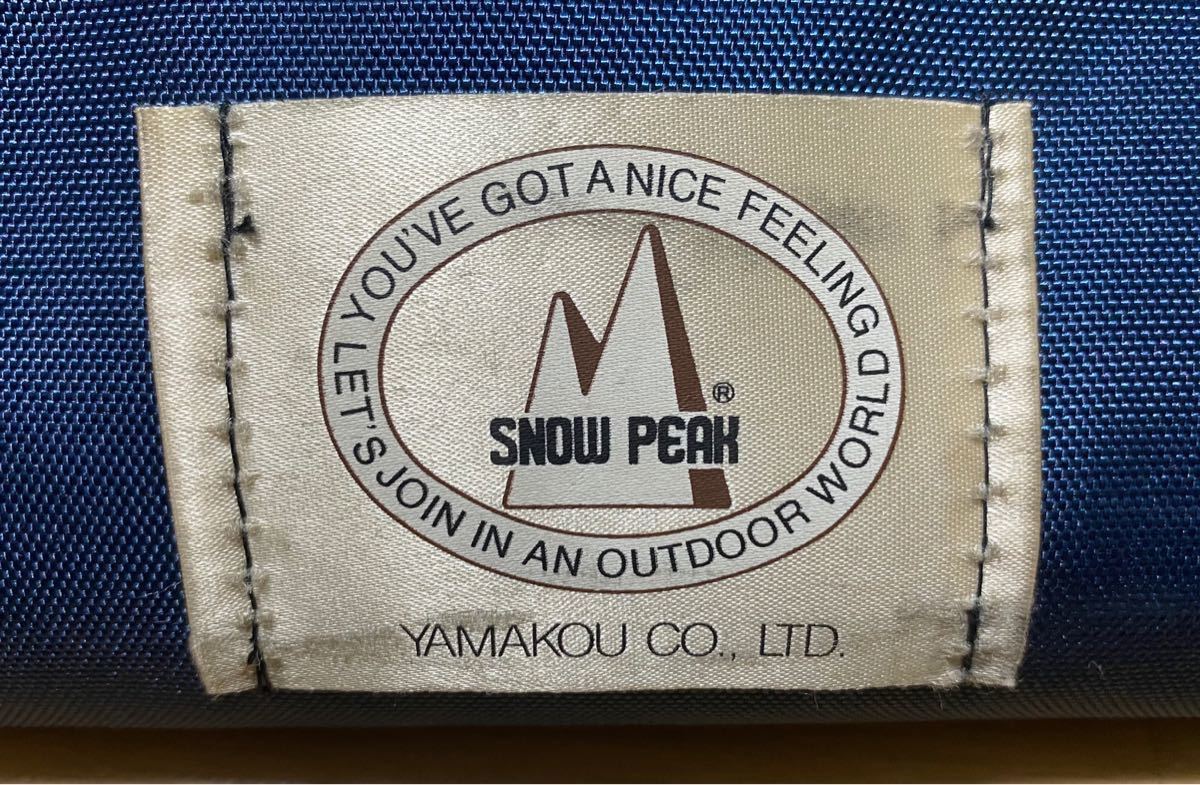 YOU'VE GOT A NICE FEELING
LET'S JOIN IN AN OUTDOOR WORLD
SNOW PEAK ®
YAMAKOU CO., LTD.